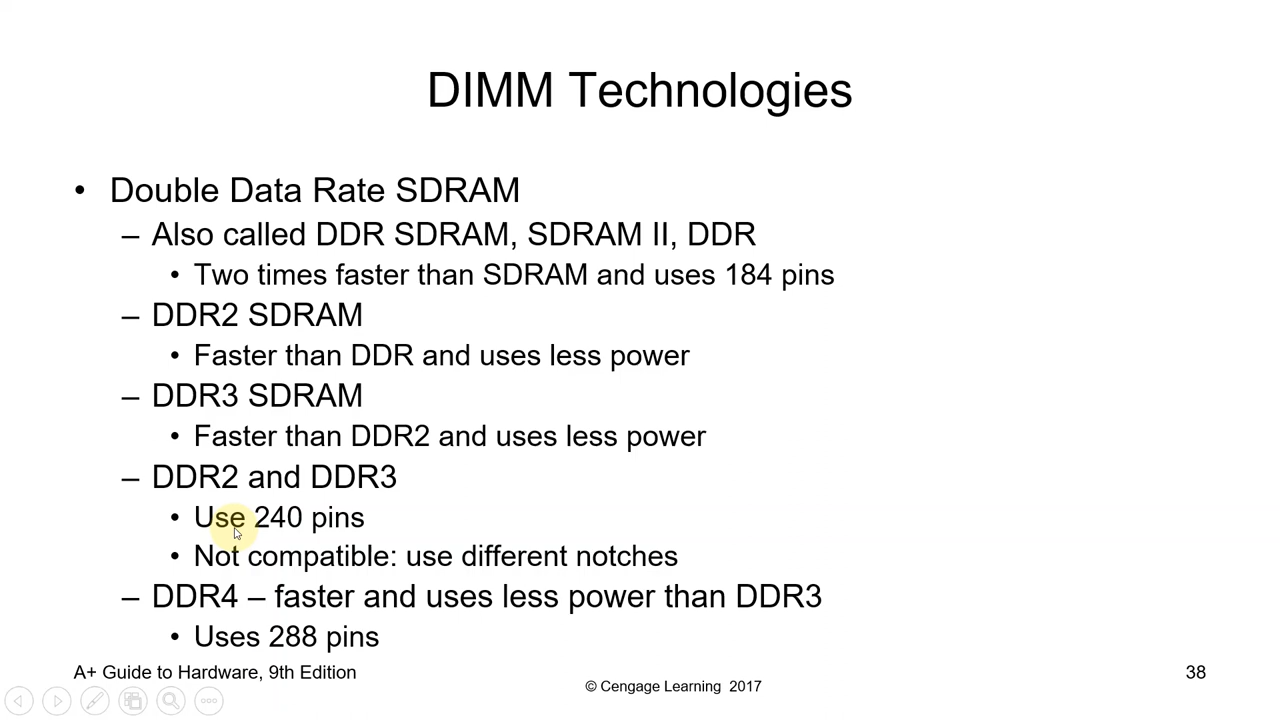 DIMM Technologies
• Double Data Rate SDRAM
– Also called DDR SDRAM, SDRAM II, DDR
• Two times faster than SDRAM and uses 184 pins
– DDR2 SDRAM
• Faster than DDR and uses less power
– DDR3 SDRAM
• Faster than DDR2 and uses less power
– DDR2 and DDR3
• Use 240 pins
• Not compatible: use different notches
– DDR4 – faster and uses less power than DDR3
• Uses 288 pins
A+ Guide to Hardware, 9th Edition
© Cengage Learning 2017
38